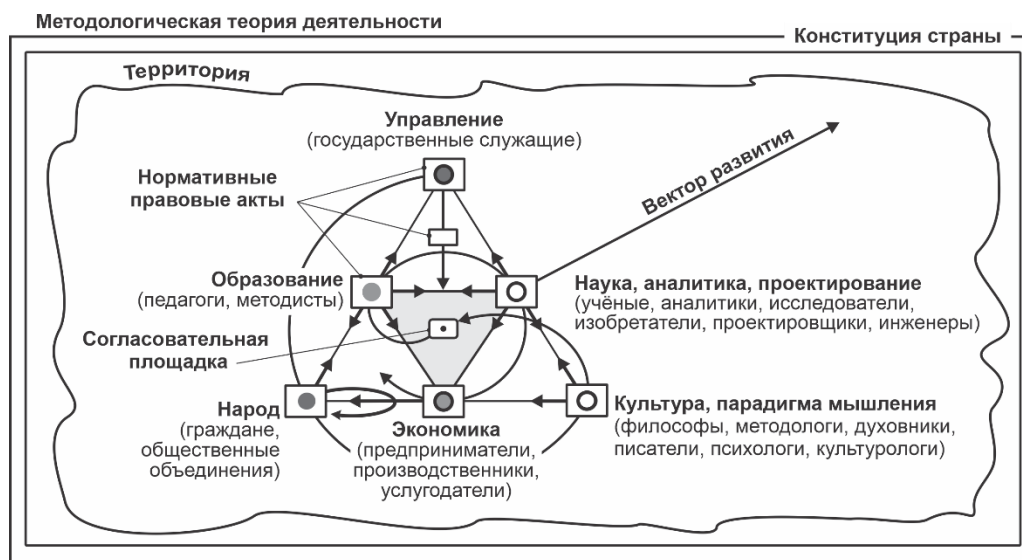 Методологическая теория деятельности
Конституция страны
Территория
Управление
(государственные служащие)
Вектор развития
Нормативные
правовые акты
Образование
(педагоги, методисты)
Наука, аналитика, проектирование
(учёные, аналитики, исследователи,
изобретатели, проектировщики, инженеры)
Согласовательная
площадка
Народ
(граждане,
общественные
объединения)
Экономика
(предприниматели,
производственники,
услугодатели)
Культура, парадигма мышления
(философы, методологи, духовники,
писатели, психологи, культурологи)